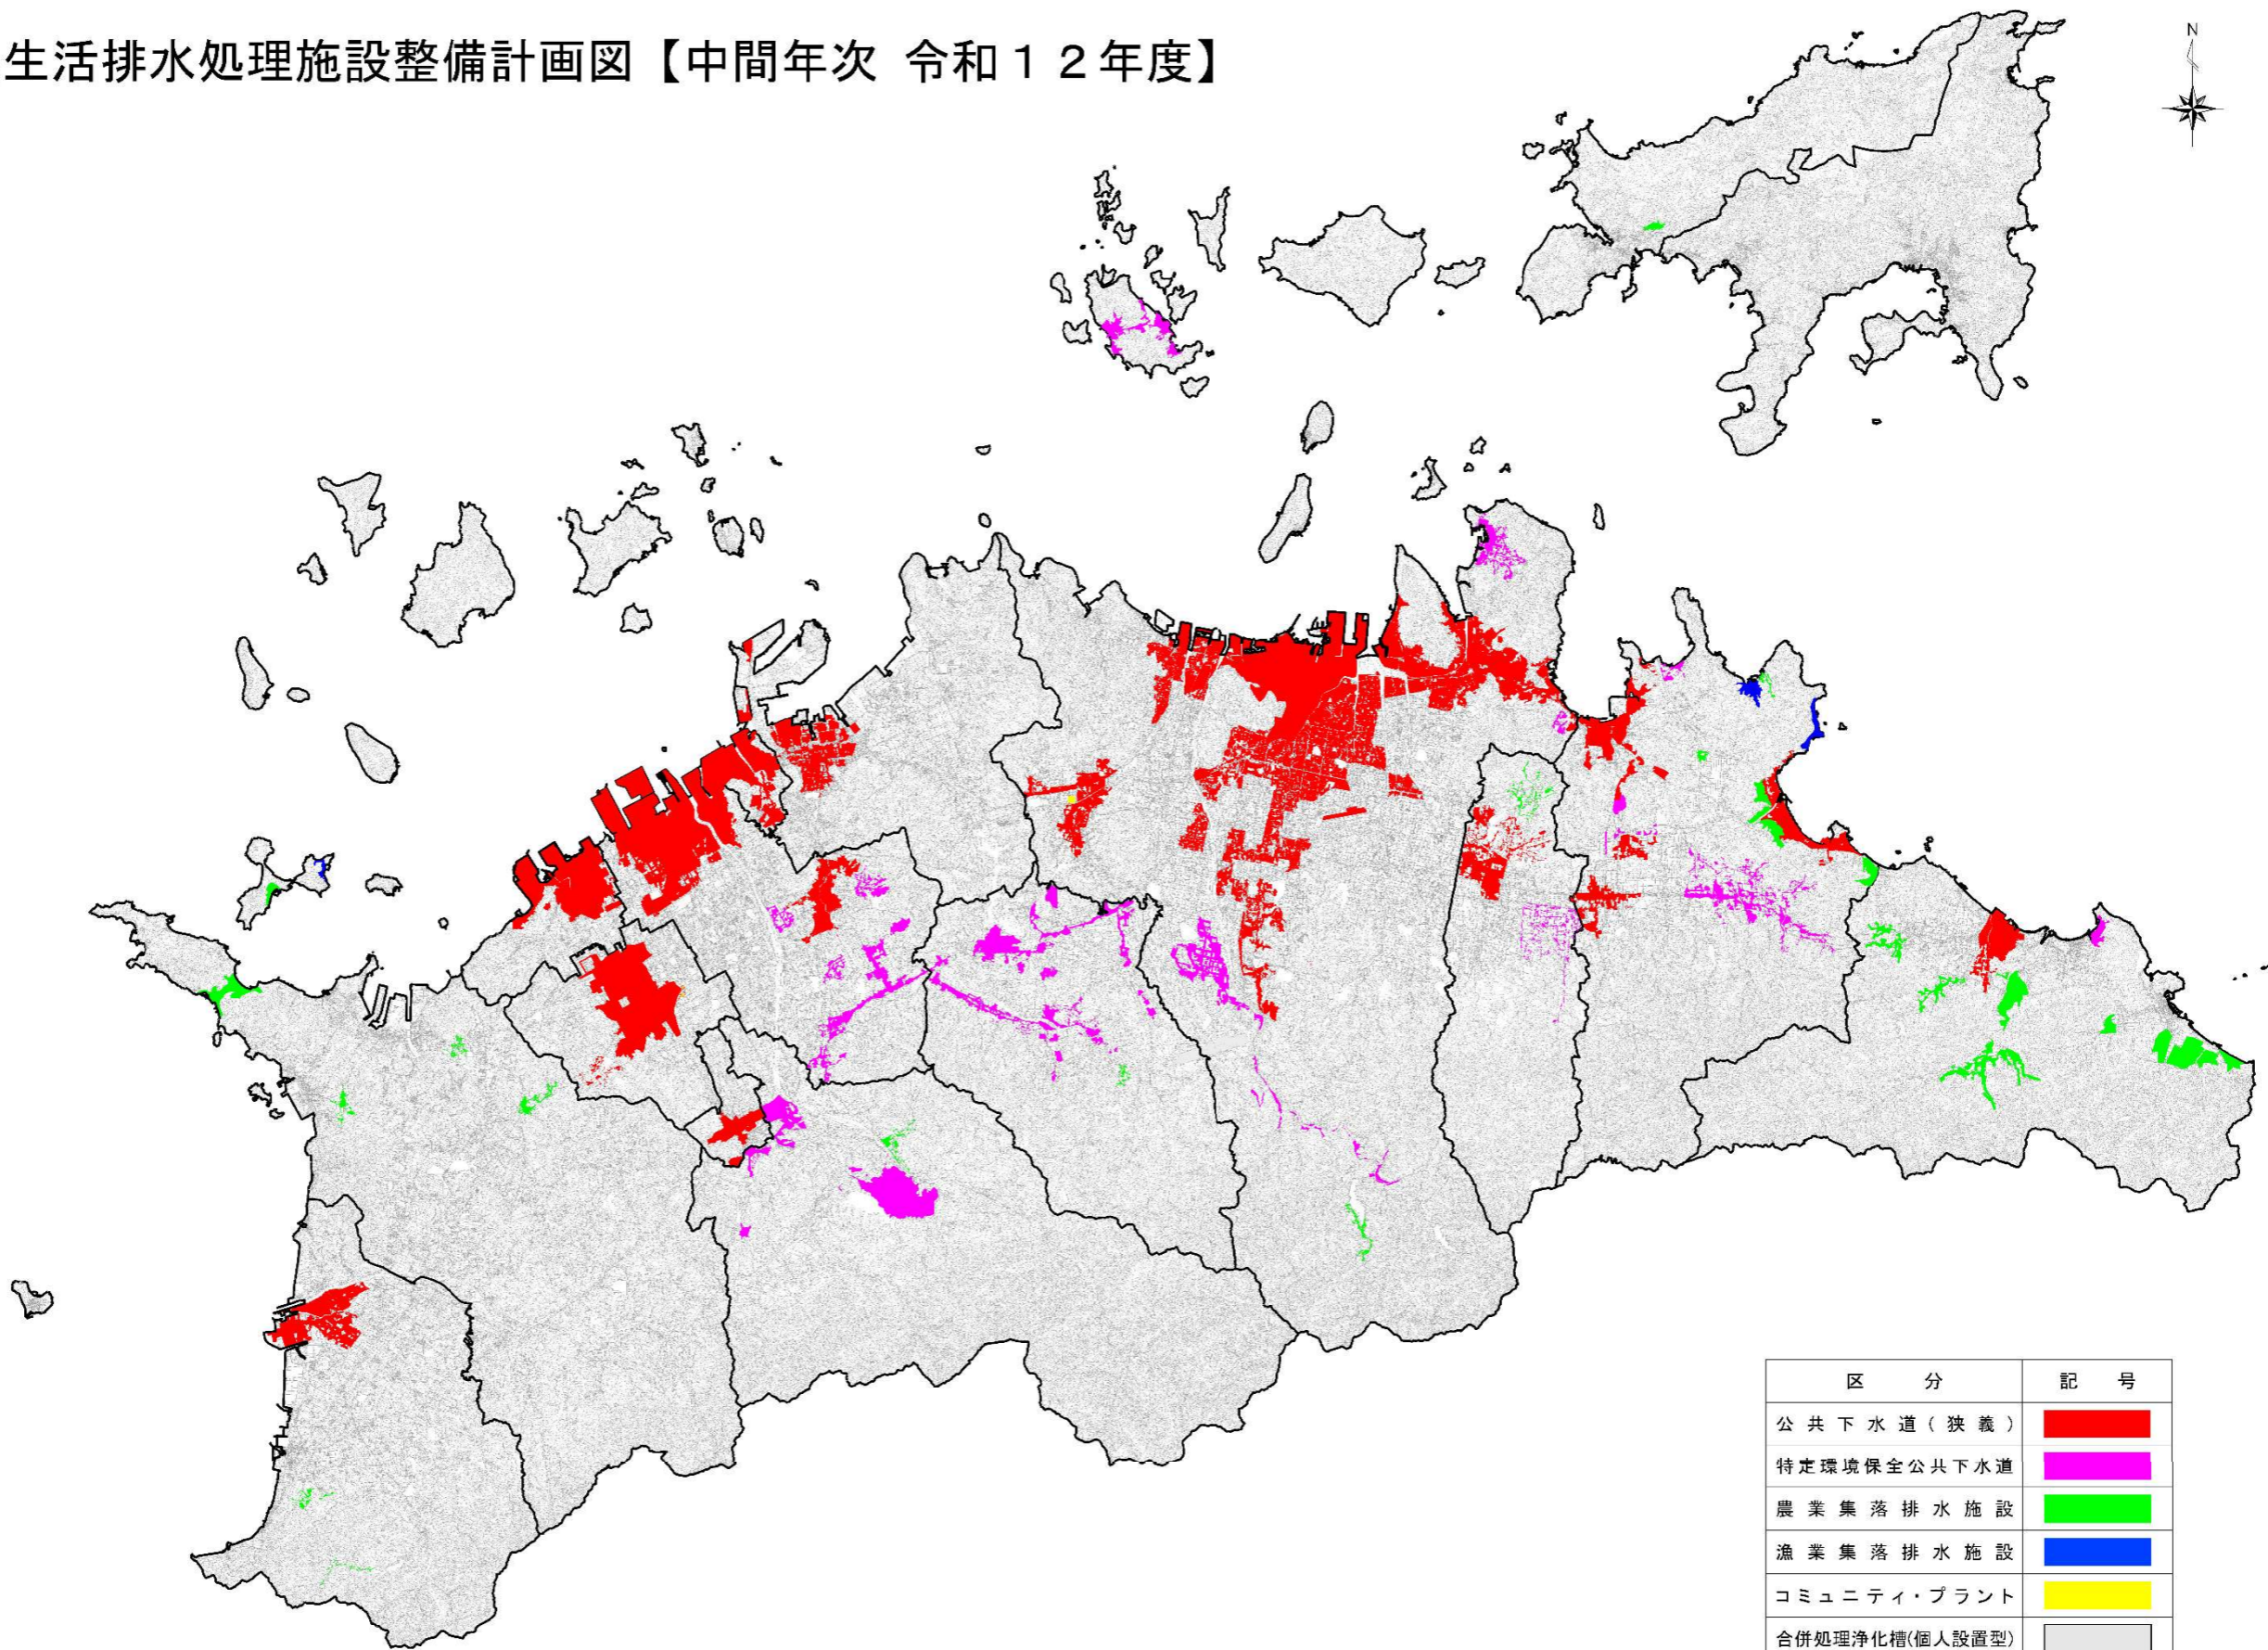 生活排水処理施設整備計画図【中間年次 令和１２年度】
N
区 分 記 号
公共下水道(狭義)
特定環境保全公共下水道
農業集落排水施設
漁業集落排水施設
コミュニティ・プラント
合併処理浄化槽(個人設置型)